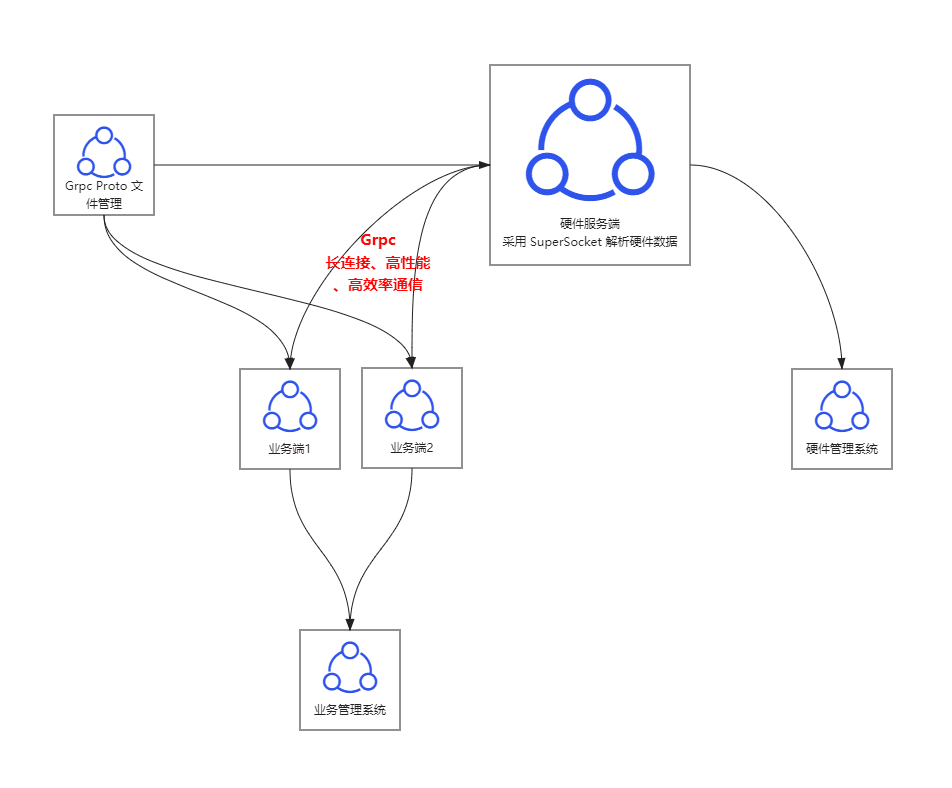 Grpc Proto 文
件管理
硬件服务端
采用 SuperSocket 解析硬件数据
Grpc
长连接、高性能
、高效率通信
业务端1
业务端2
硬件管理系统
业务管理系统